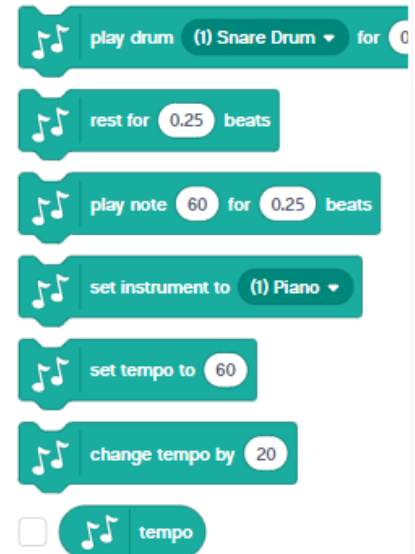 play drum (1) Snare Drum for 0
rest for 0.25 beats
play note 60 for 0.25 beats
set instrument to (1) Piano
set tempo to 60
change tempo by 20
tempo